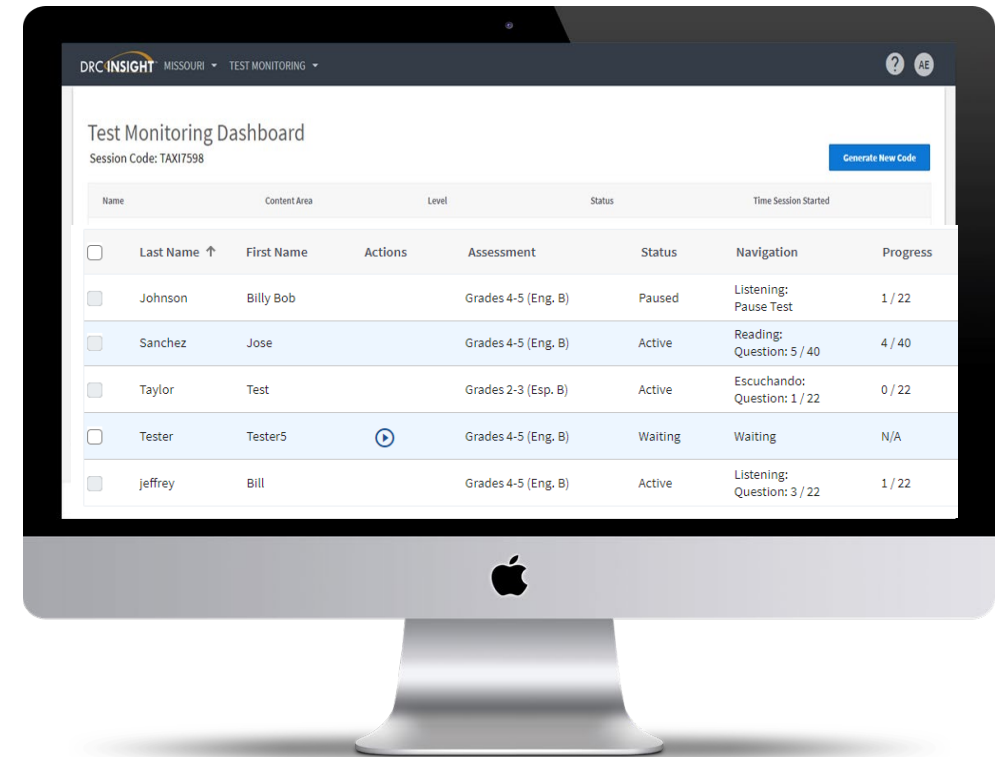 DRC INSIGHT MISSOURI TEST MONITORING ? AE
Test Monitoring Dashboard
Session Code: TAXI7598
Generate New Code
Name Content Area Level Status Time Session Started
Last Name ↑ First Name Actions Assessment Status Navigation Progress
Johnson Billy Bob Grades 4-5 (Eng. B) Paused Listening: 1 / 22
Pause Test
Sanchez Jose Grades 4-5 (Eng. B) Active Reading: 4 / 40
Question: 5 / 40
Taylor Test Grades 2-3 (Esp. B) Active Escuchando: 0 / 22
Question: 1 / 22
Tester Tester5 Grades 4-5 (Eng. B) Waiting Waiting N/A
jeffrey Bill Grades 4-5 (Eng. B) Active Listening: 1 / 22
Question: 3 / 22